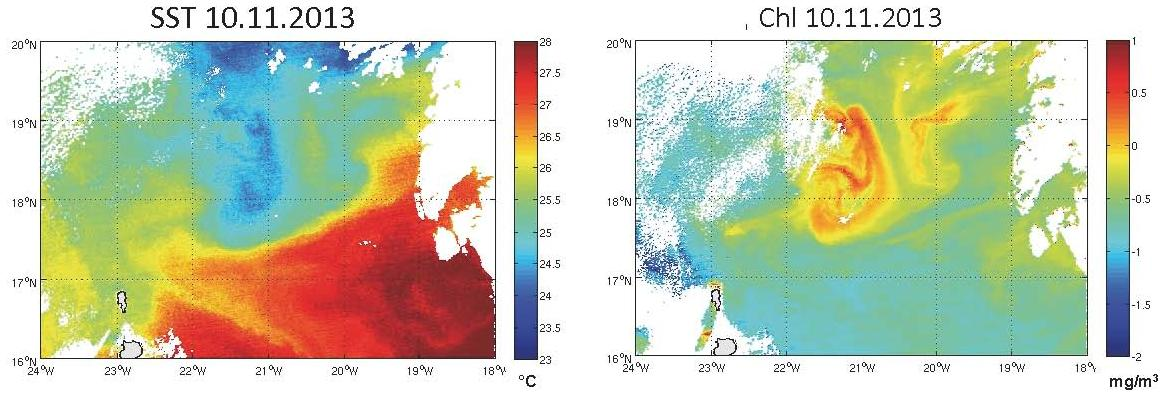 SST 10.11.2013
Chl 10.11.2013
20°N
19°N
18°N
17°N
16°N
24°W 23°W 22°W 21°W 20°W 19°W 18°W
28
27.5
27
26.5
26
25.5
25
24.5
24
23.5
23
°C
20°N
19°N
18°N
17°N
16°N
24°W 23°W 22°W 21°W 20°W 19°W 18°W
1
0.5
0
-0.5
-1
-1.5
-2
mg/m³